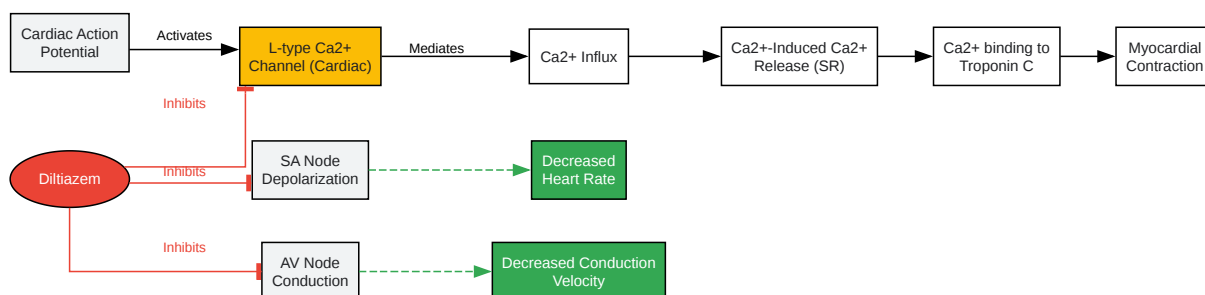 Cardiac Action
Potential
Activates
L-type Ca2+
Channel (Cardiac)
Mediates
Ca2+ Influx
Ca2+-Induced Ca2+
Release (SR)
Ca2+ binding to
Troponin C
Myocardial
Contraction
Inhibits
Diltiazem
Inhibits
SA Node
Depolarization
Decreased
Heart Rate
Inhibits
AV Node
Conduction
Decreased Conduction
Velocity